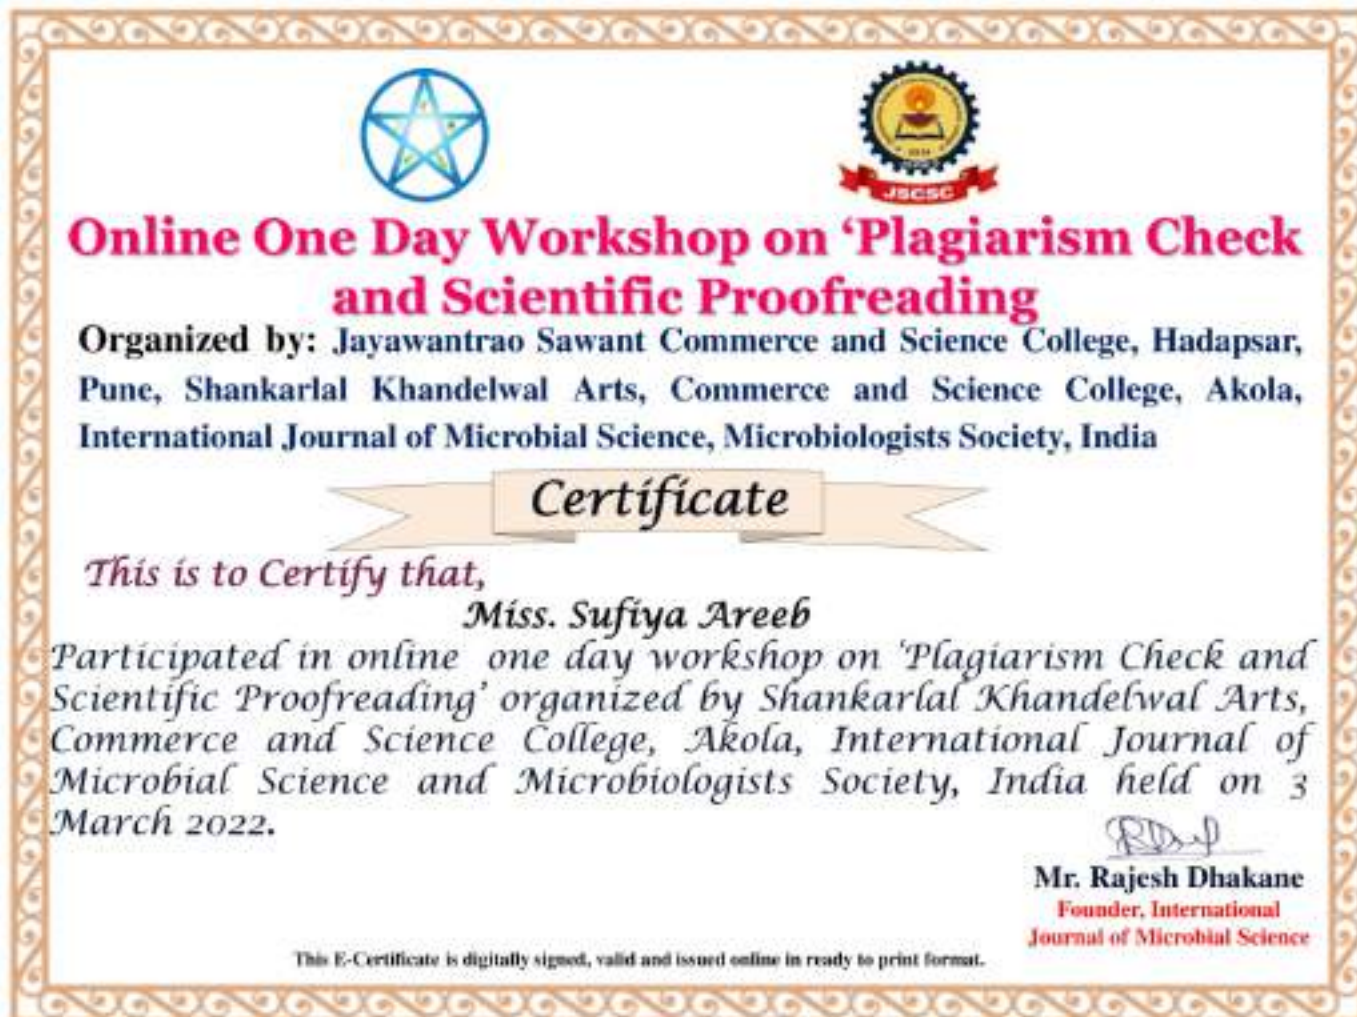 JSCSC
Online One Day Workshop on ‘Plagiarism Check
and Scientific Proofreading
Organized by: Jayawantrao Sawant Commerce and Science College, Hadapsar,
Pune, Shankarlal Khandelwal Arts, Commerce and Science College, Akola,
International Journal of Microbial Science, Microbiologists Society, India
Certificate
This is to Certify that,
Miss. Sufiya Areeb
Participated in online one day workshop on ‘Plagiarism Check and
Scientific Proofreading’ organized by Shankarlal Khandelwal Arts,
Commerce and Science College, Akola, International Journal of
Microbial Science and Microbiologists Society, India held on 3
March 2022.
Mr. Rajesh Dhakane
Founder, International
Journal of Microbial Science
This E-Certificate is digitally signed, valid and issued online in ready to print format.